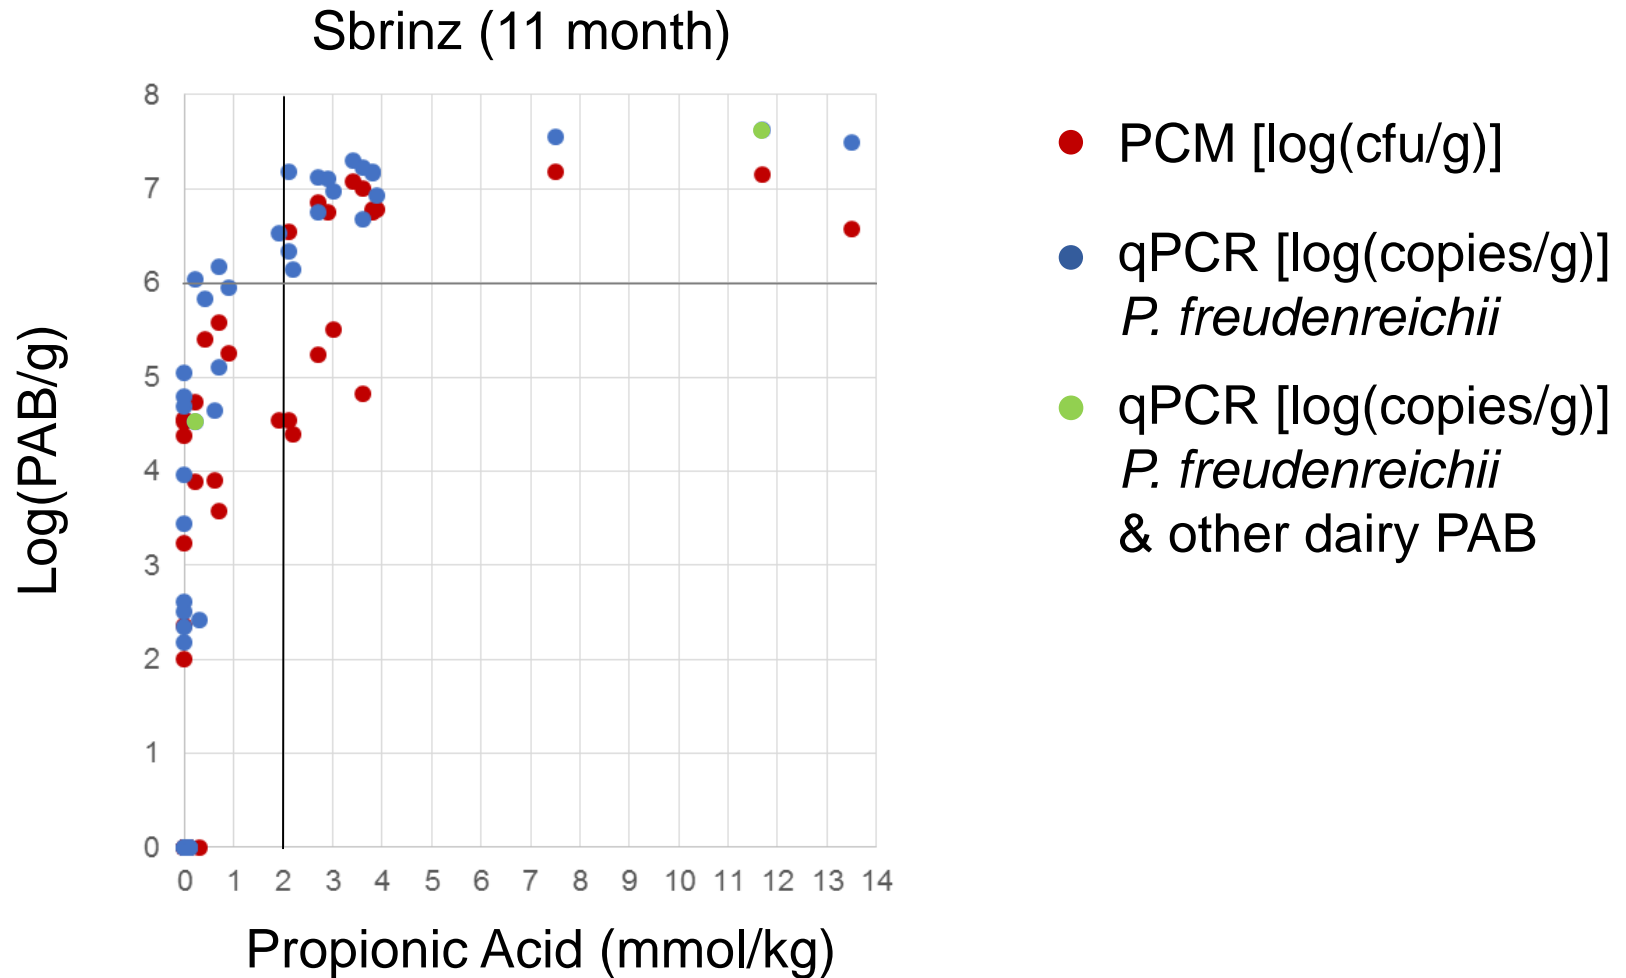 Sbrinz (11 month)
8
7
6
5
4
3
2
1
0
0 1 2 3 4 5 6 7 8 9 10 11 12 13 14
Log(PAB/g)
Propionic Acid (mmol/kg)
PCM [log(cfu/g)]
qPCR [log(copies/g)]
P. freudenreichii
qPCR [log(copies/g)]
P. freudenreichii
& other dairy PAB